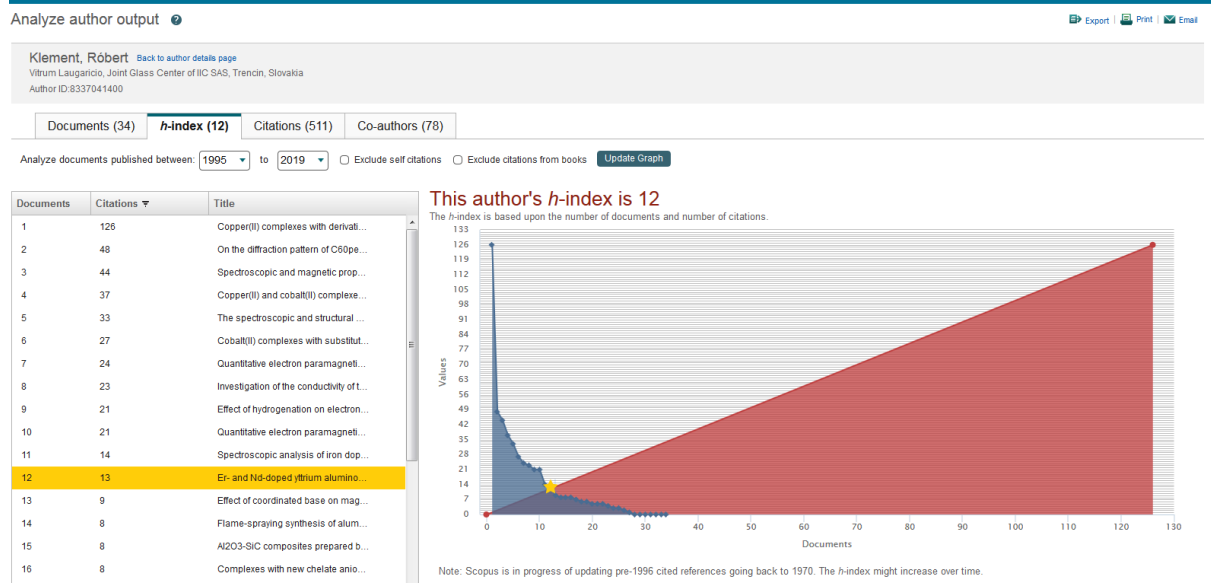 Analyze author output ?
Export | Print | Email
Klement, Róbert Back to author details page
Vitrum Laugaricio, Joint Glass Center of IIC SAS, Trencin, Slovakia
Author ID:8337041400
Documents (34) h-index (12) Citations (511) Co-authors (78)
Analyze documents published between: 1995 to 2019 Exclude self citations Exclude citations from books Update Graph
Documents Citations Title
1 126 Copper(II) complexes with derivati...
2 48 On the diffraction pattern of C60pe...
3 44 Spectroscopic and magnetic prop...
4 37 Copper(II) and cobalt(II) complexe...
5 33 The spectroscopic and structural ...
6 27 Cobalt(II) complexes with substitut...
7 24 Quantitative electron paramagneti...
8 23 Investigation of the conductivity of t...
9 21 Effect of hydrogenation on electron...
10 21 Quantitative electron paramagneti...
11 14 Spectroscopic analysis of iron dop...
12 13 Er- and Nd-doped yttrium alumino...
13 9 Effect of coordinated base on mag...
14 8 Flame-spraying synthesis of alum...
15 8 Al2O3-SiC composites prepared b...
16 8 Complexes with new chelate anio...
This author's h-index is 12
The h-index is based upon the number of documents and number of citations.
133
126
119
112
105
98
91
84
77
70
63
56
49
42
35
28
21
14
7
0
Values
0 10 20 30 40 50 60 70 80 90 100 110 120 130
Documents
Note: Scopus is in progress of updating pre-1996 cited references going back to 1970. The h-index might increase over time.